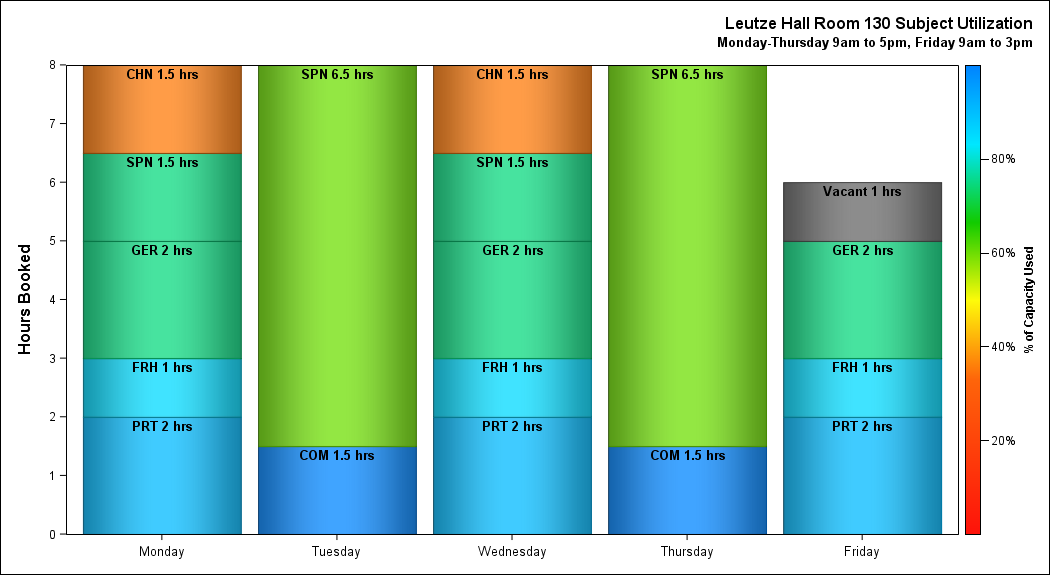 Leutze Hall Room 130 Subject Utilization
Monday-Thursday 9am to 5pm, Friday 9am to 3pm
Hours Booked
8
7
6
5
4
3
2
1
0
CHN 1.5 hrs
SPN 1.5 hrs
GER 2 hrs
FRH 1 hrs
PRT 2 hrs
SPN 6.5 hrs
COM 1.5 hrs
CHN 1.5 hrs
SPN 1.5 hrs
GER 2 hrs
FRH 1 hrs
PRT 2 hrs
SPN 6.5 hrs
COM 1.5 hrs
Vacant 1 hrs
GER 2 hrs
FRH 1 hrs
PRT 2 hrs
Monday
Tuesday
Wednesday
Thursday
Friday
80%
60%
40%
20%
% of Capacity Used